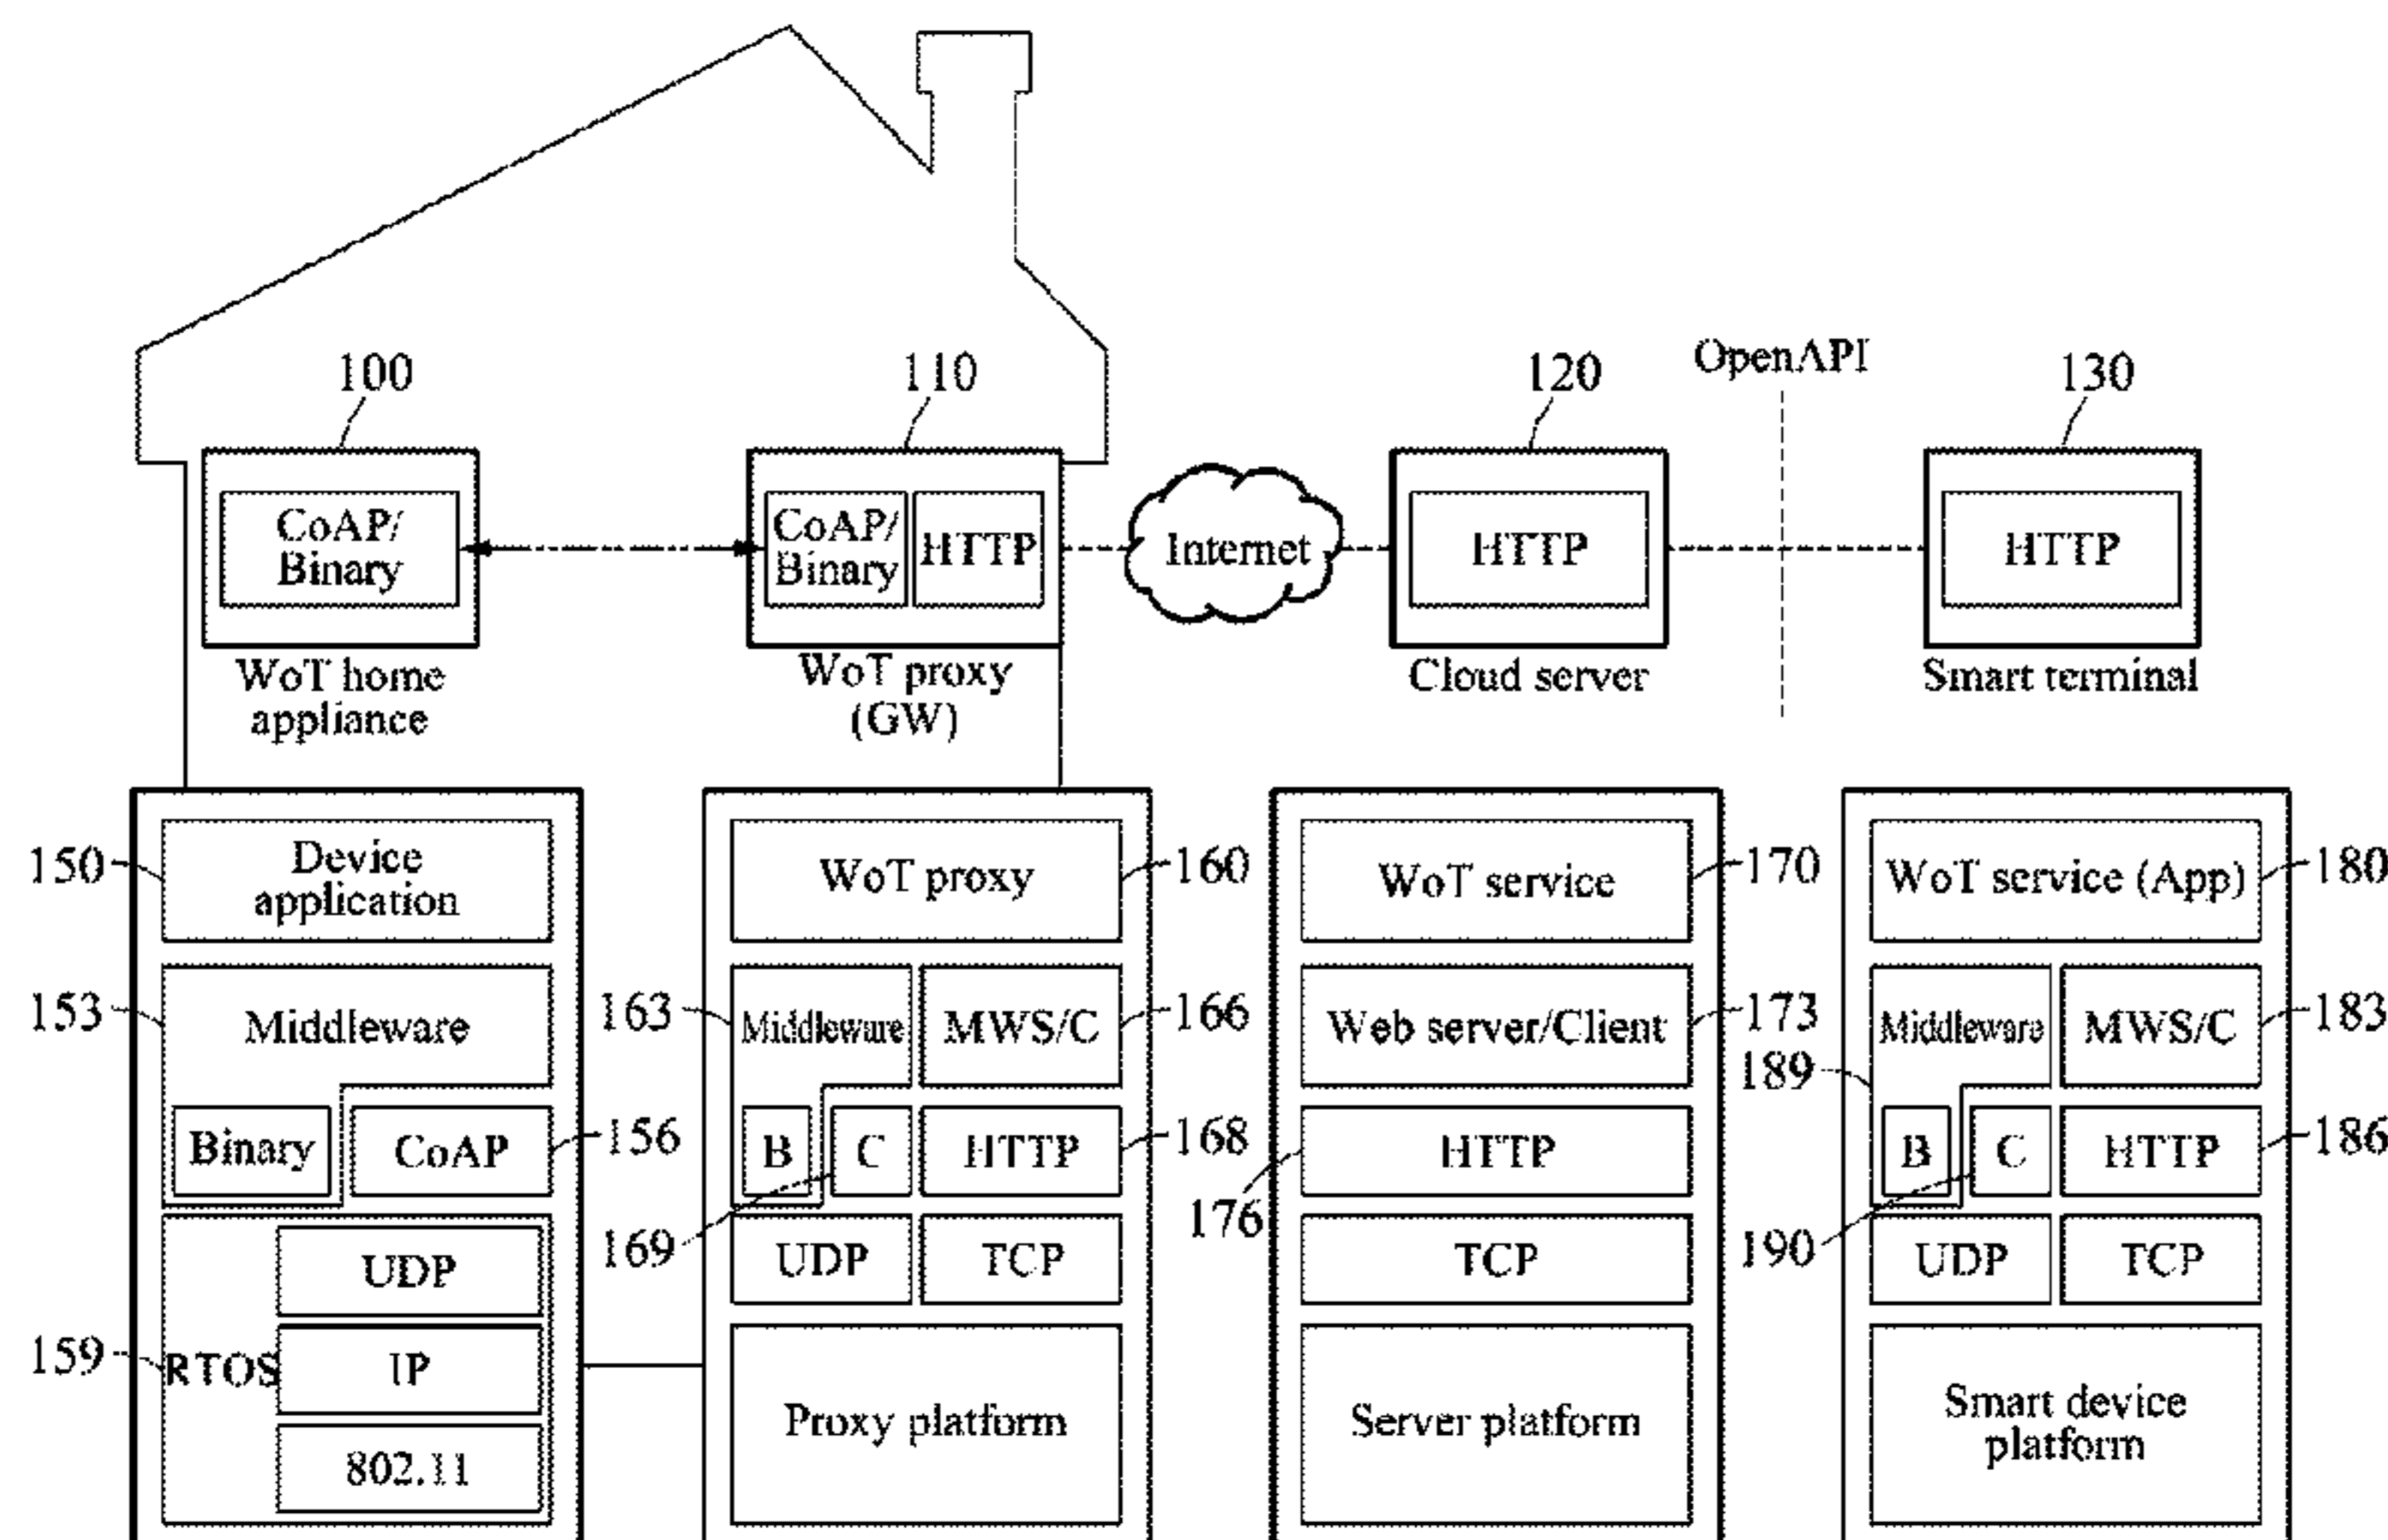 100
110
120
OpenAPI
130
CoAP/
Binary
CoAP/
Binary
HTTP
Internet
HTTP
HTTP
WoT home
appliance
WoT proxy
(GW)
Cloud server
Smart terminal
150
Device
application
153
Middleware
Binary
CoAP
156
159
RTOS
UDP
IP
802.11
WoT proxy
160
163
Middleware
MWS/C
166
B
C
HTTP
168
169
UDP
TCP
Proxy platform
WoT service
170
Web server/Client
173
HTTP
176
TCP
Server platform
WoT service (App)
180
Middleware
MWS/C
183
189
B
C
HTTP
186
190
UDP
TCP
Smart device
platform